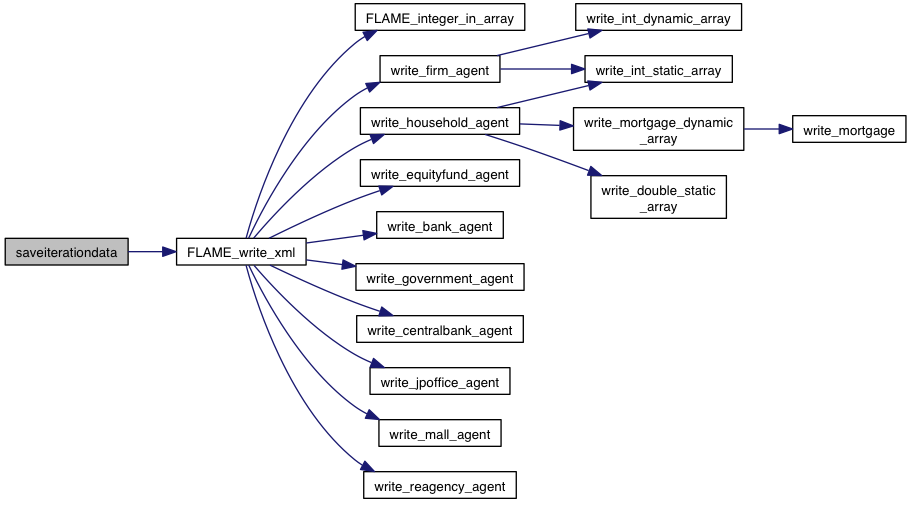 saveiterationdata
FLAME_write_xml
FLAME_integer_in_array
write_firm_agent
write_household_agent
write_equityfund_agent
write_bank_agent
write_government_agent
write_centralbank_agent
write_jpoffice_agent
write_mall_agent
write_reagency_agent
write_int_dynamic_array
write_int_static_array
write_mortgage_dynamic
_array
write_double_static
_array
write_mortgage